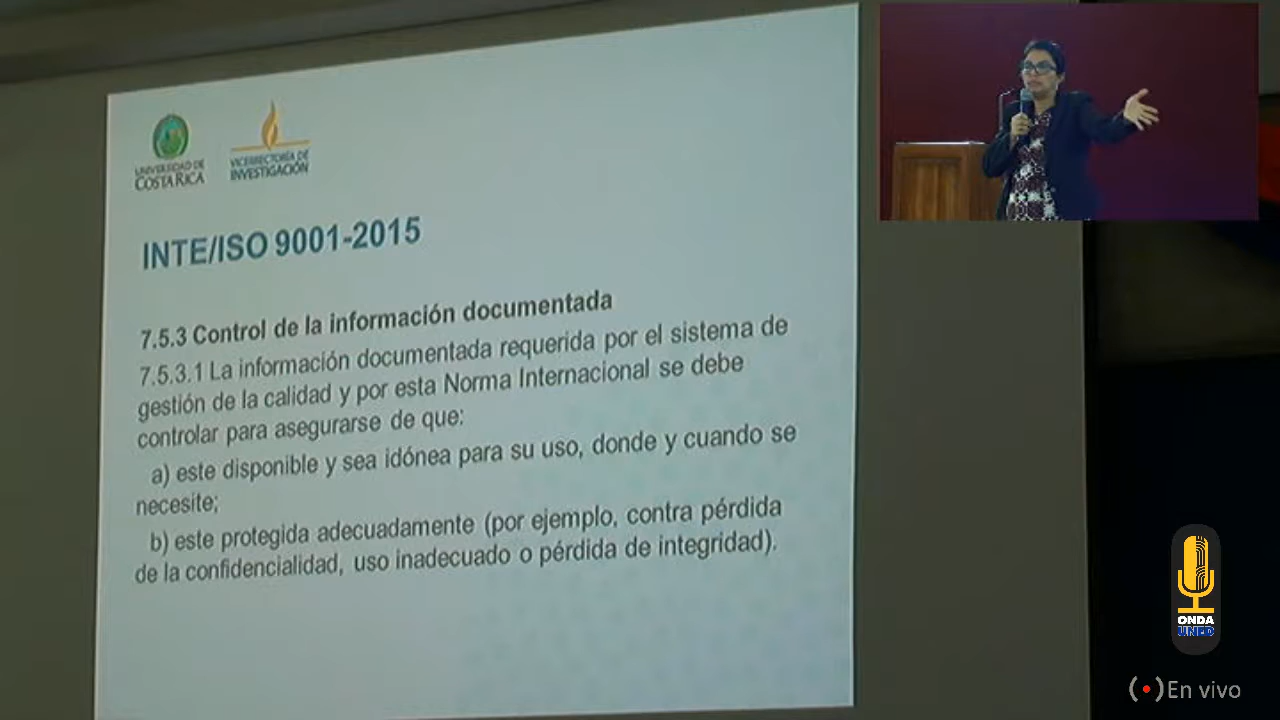 UNIVERSIDAD DE
COSTA RICA
VICERRECTORÍA DE
INVESTIGACIÓN
INTE/ISO 9001-2015
7.5.3 Control de la información documentada
7.5.3.1 La información documentada requerida por el sistema de
gestión de la calidad y por esta Norma Internacional se debe
controlar para asegurarse de que:
a) este disponible y sea idónea para su uso, donde y cuando se
necesite;
b) este protegida adecuadamente (por ejemplo, contra pérdida
de la confidencialidad, uso inadecuado o pérdida de integridad).
ONDA
UNED
En vivo